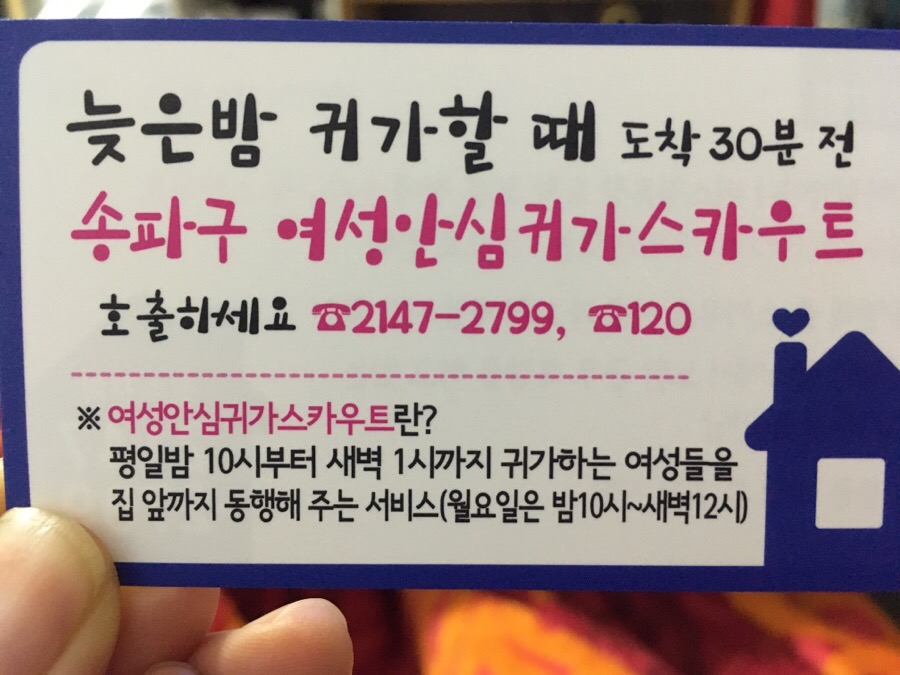 늦은밤 귀가할 때 도착 30분 전
송파구 여성안심귀가스카우트
호출하세요 ☎2147-2799, ☎120
※ 여성안심귀가스카우트란?
평일밤 10시부터 새벽 1시까지 귀가하는 여성들을
집 앞까지 동행해 주는 서비스(월요일은 밤10시~새벽12시)